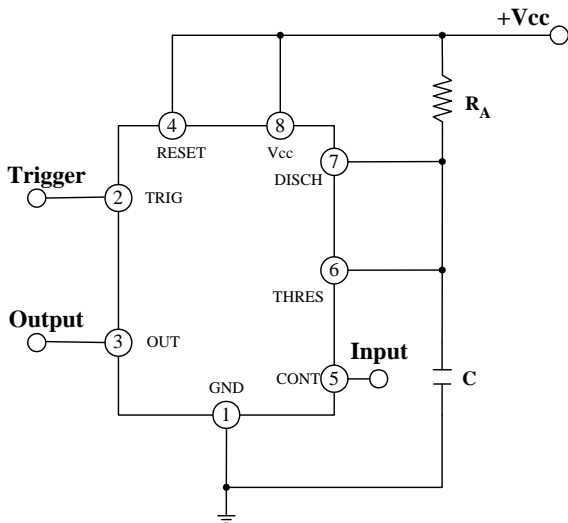 +Vcc
4
8
RESET
Vcc
R_A
7
DISCH
Trigger
2
TRIG
6
THRES
Output
3
OUT
Input
GND
CONT
5
C
1